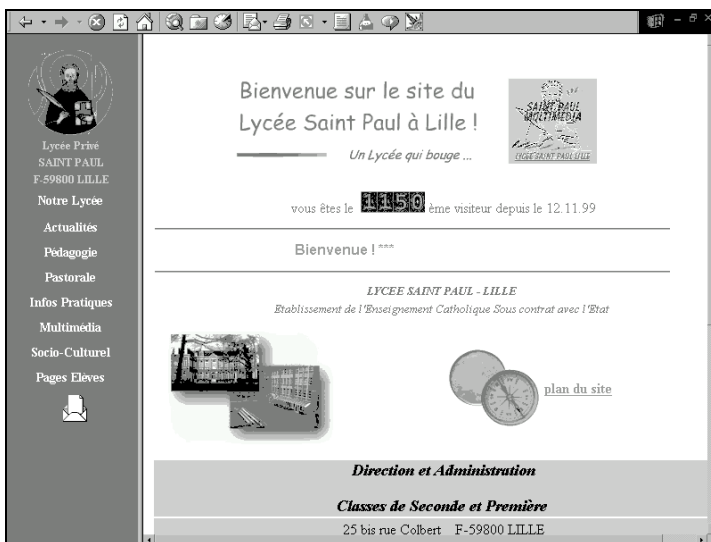 Lycée Privé
SAINT PAUL
F-59800 LILLE
Notre Lycée
Actualités
Pédagogie
Pastorale
Infos Pratiques
Multimédia
Socio-Culturel
Pages Elèves
Bienvenue sur le site du
Lycée Saint Paul à Lille !
Un Lycée qui bouge ...
SAINT PAUL
MULTIMEDIA
LYCEE SAINT PAUL LILLE
vous êtes le 1150 ème visiteur depuis le 12.11.99
Bienvenue ! ***
LYCEE SAINT PAUL - LILLE
Etablissement de l'Enseignement Catholique Sous contrat avec l'Etat
plan du site
Direction et Administration
Classes de Seconde et Première
25 bis rue Colbert F-59800 LILLE